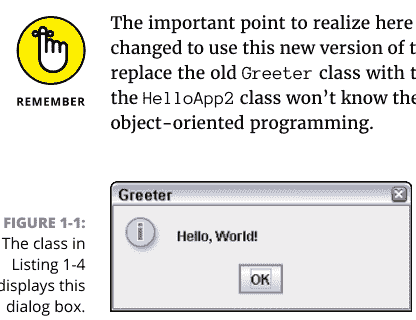 The important point to realize here
changed to use this new version of
replace the old Greeter class with
the HelloApp2 class won't know the
object-oriented programming.
REMEMBER
Greeter
Hello, World!
OK
FIGURE 1-1:
The class in
Listing 1-4
displays this
dialog box.